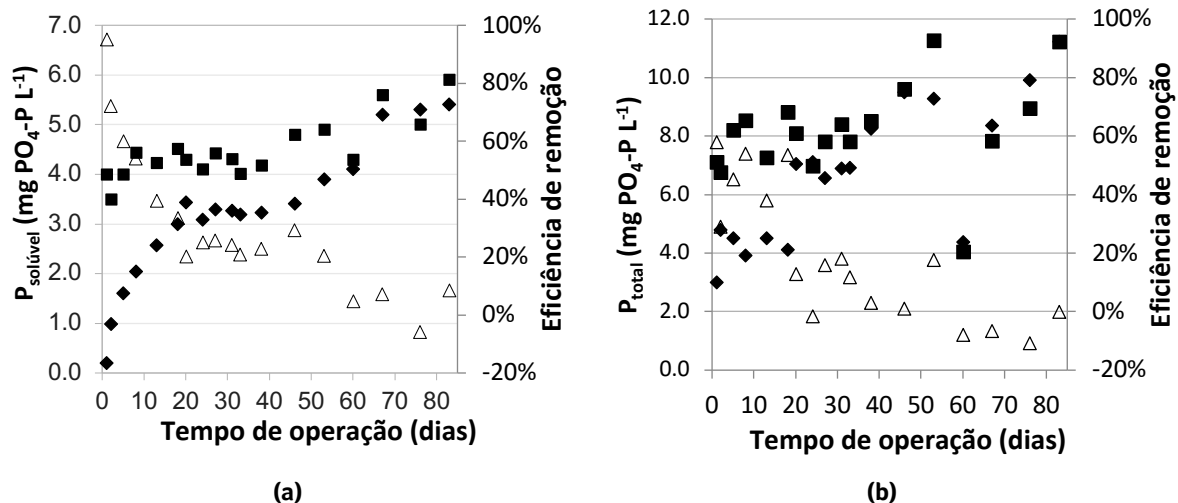 7.0
6.0
5.0
4.0
3.0
2.0
1.0
0.0
P_solúvel (mg PO4-P L-1)
100%
80%
60%
40%
20%
0%
-20%
Eficiência de remoção
0 10 20 30 40 50 60 70 80
Tempo de operação (dias)
(a)
12.0
10.0
8.0
6.0
4.0
2.0
0.0
P_total (mg PO4-P L-1)
100%
80%
60%
40%
20%
0%
-20%
Eficiência de remoção
0 10 20 30 40 50 60 70 80
Tempo de operação (dias)
(b)